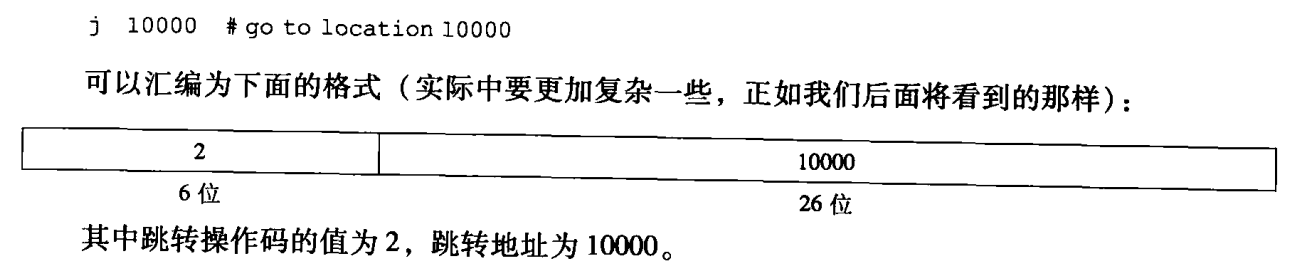 j 10000 # go to location 10000
可以汇编为下面的格式（实际中要更加复杂一些，正如我们后面将看到的那样）：
2 10000
6 位 26 位
其中跳转操作码的值为 2，跳转地址为 10000。